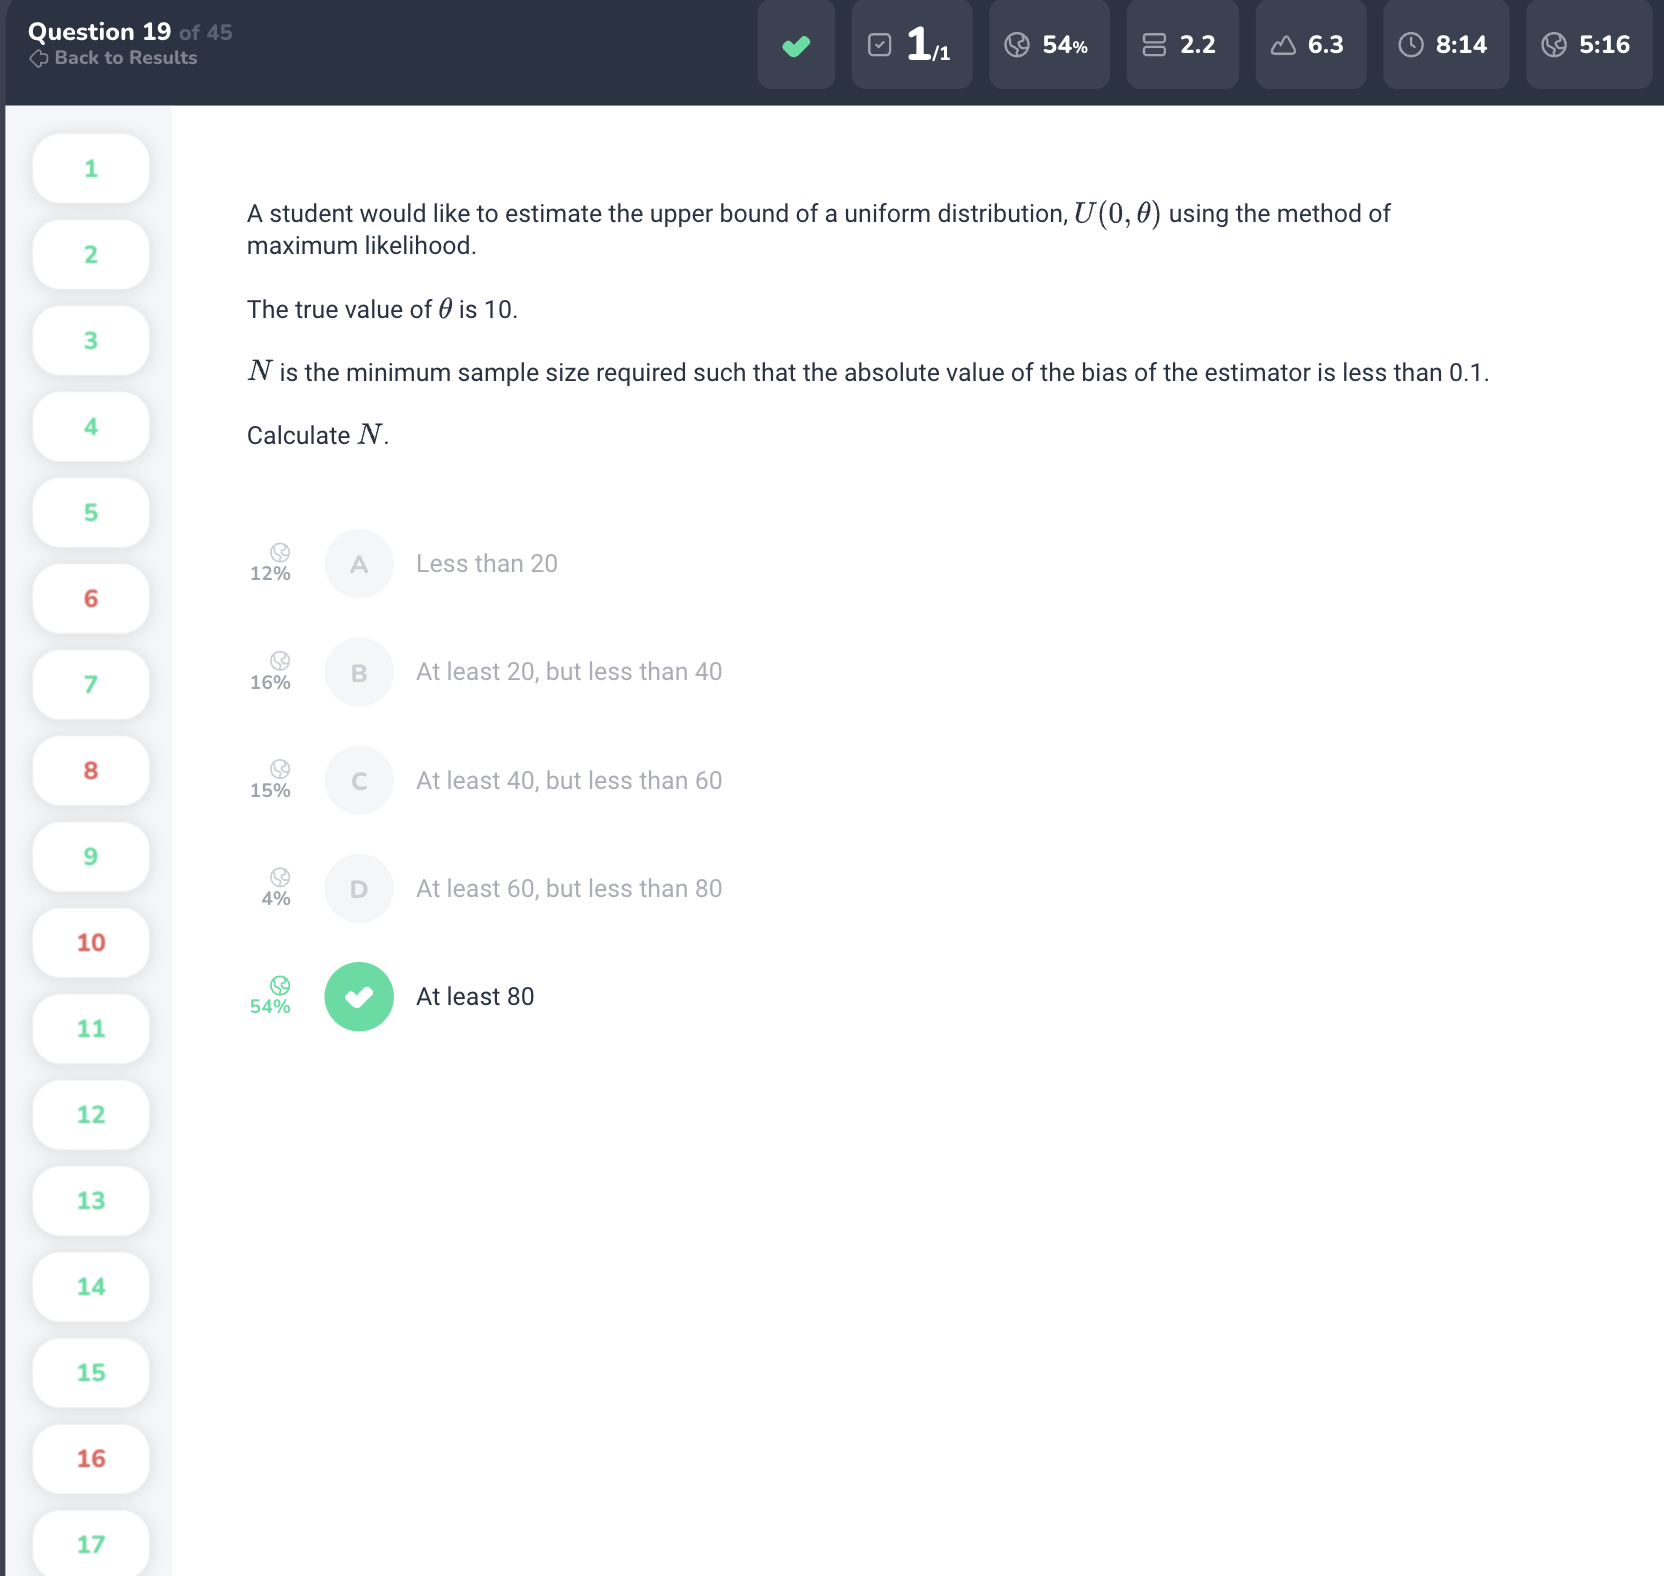 Question 19 of 45
Back to Results
1/1
54%
2.2
6.3
8:14
5:16
1
2
3
4
5
6
7
8
9
10
11
12
13
14
15
16
17
A student would like to estimate the upper bound of a uniform distribution, U(0, θ) using the method of
maximum likelihood.
The true value of θ is 10.
N is the minimum sample size required such that the absolute value of the bias of the estimator is less than 0.1.
Calculate N.
12% A Less than 20
16% B At least 20, but less than 40
15% C At least 40, but less than 60
4% D At least 60, but less than 80
54% At least 80